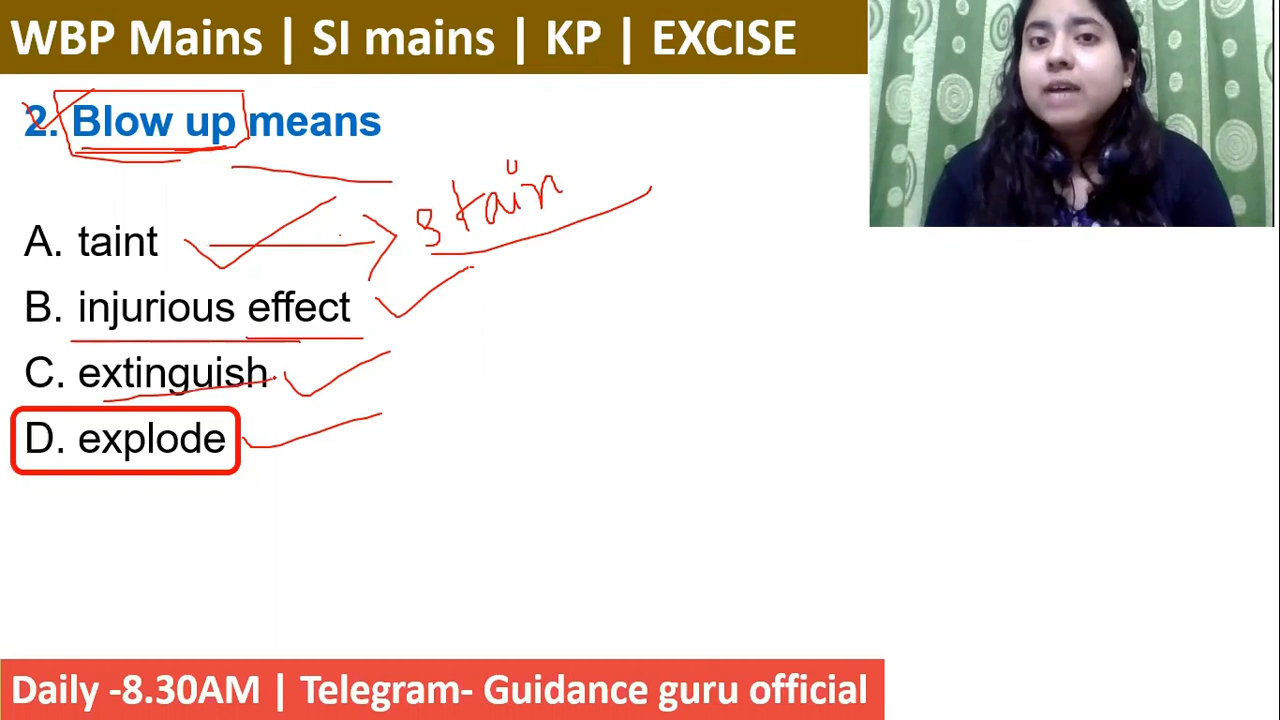 WBP Mains | SI mains | KP | EXCISE
2. Blow up means
stain
A. taint
B. injurious effect
C. extinguish
D. explode
Daily -8.30AM | Telegram- Guidance guru official